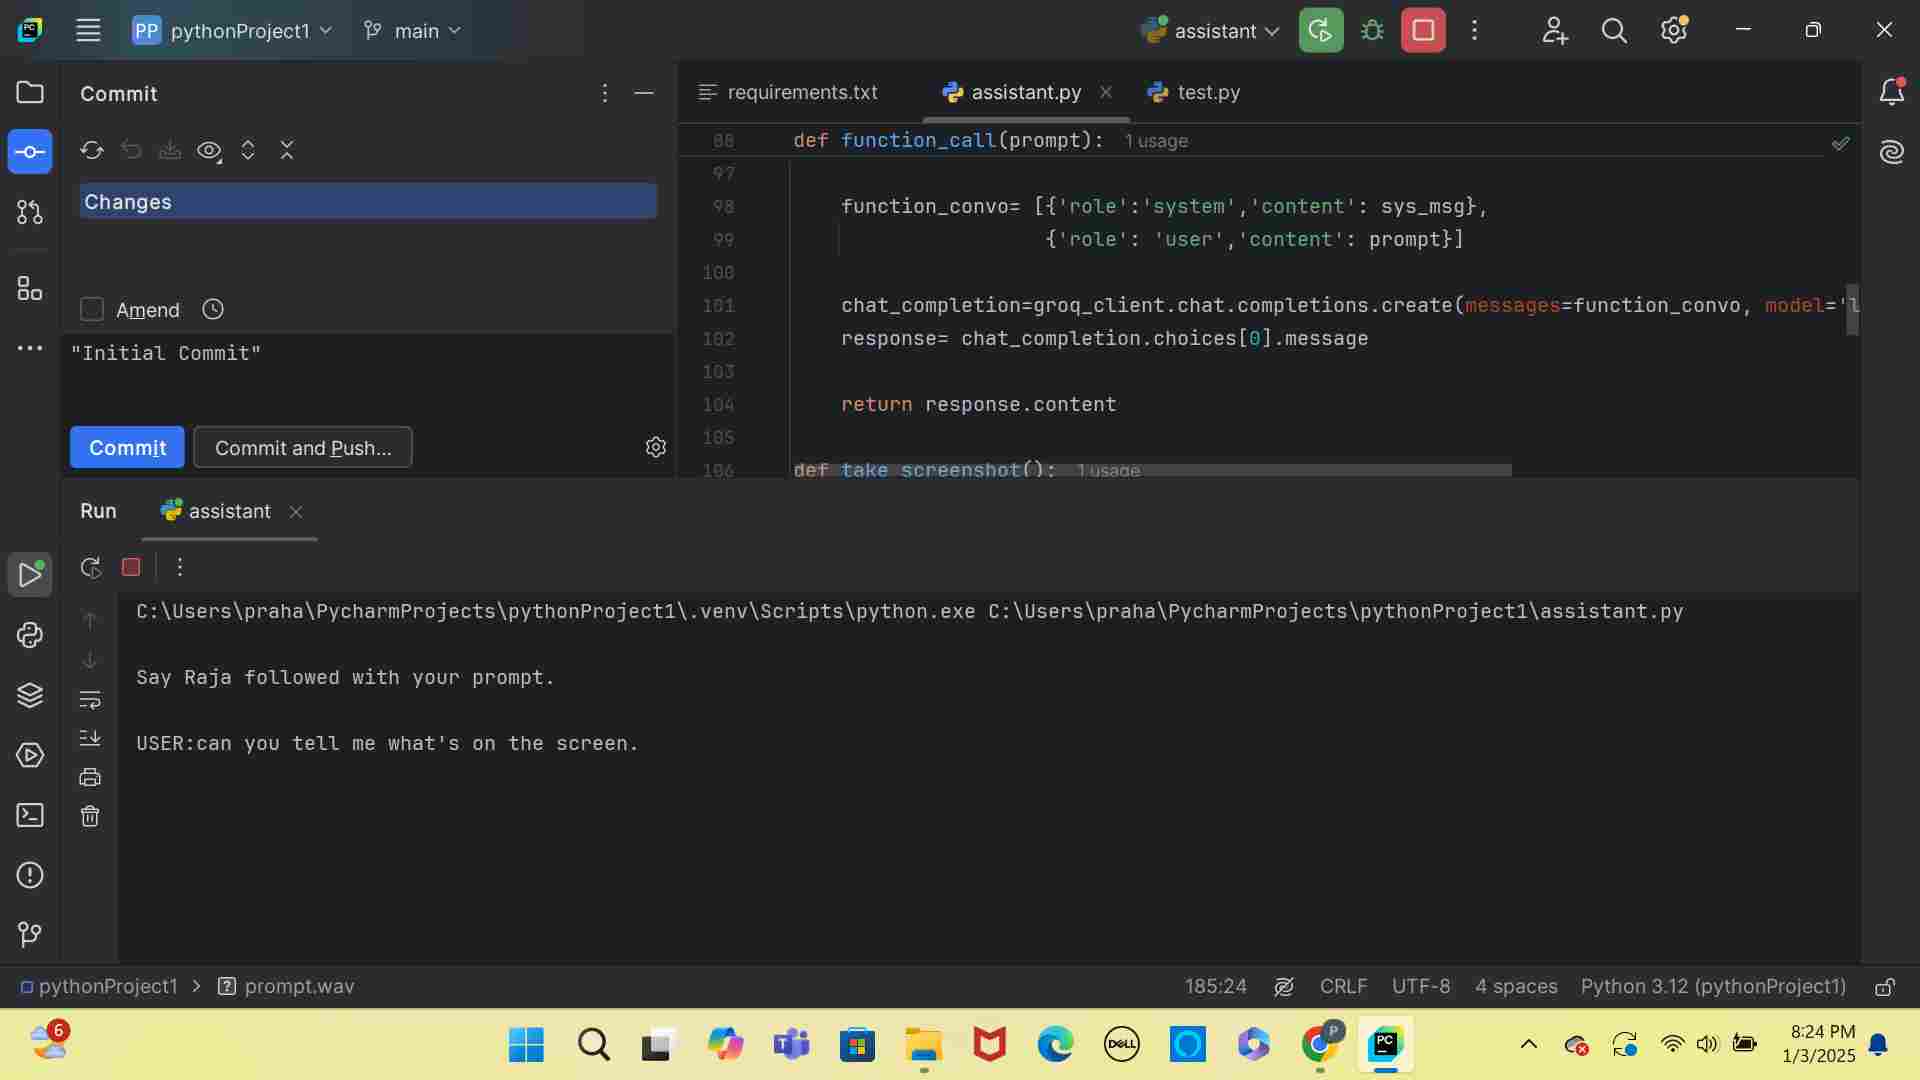 PC
PP pythonProject1
main
assistant
Commit
Changes
Amend
"Initial Commit"
Commit
Commit and Push...
requirements.txt
assistant.py
test.py
88 def function_call(prompt): 1 usage
97
98 function_convo= [{'role':'system','content': sys_msg},
99 {'role': 'user','content': prompt}]
100
101 chat_completion=groq_client.chat.completions.create(messages=function_convo, model='l
102 response= chat_completion.choices[0].message
103
104 return response.content
105
106 def take_screenshot(): 1 usage
Run
assistant
C:\Users\praha\PycharmProjects\pythonProject1\.venv\Scripts\python.exe C:\Users\praha\PycharmProjects\pythonProject1\assistant.py
Say Raja followed with your prompt.
USER:can you tell me what's on the screen.
pythonProject1 > prompt.wav
185:24
CRLF
UTF-8
4 spaces
Python 3.12 (pythonProject1)
6
DELL
P
PC
8:24 PM
1/3/2025